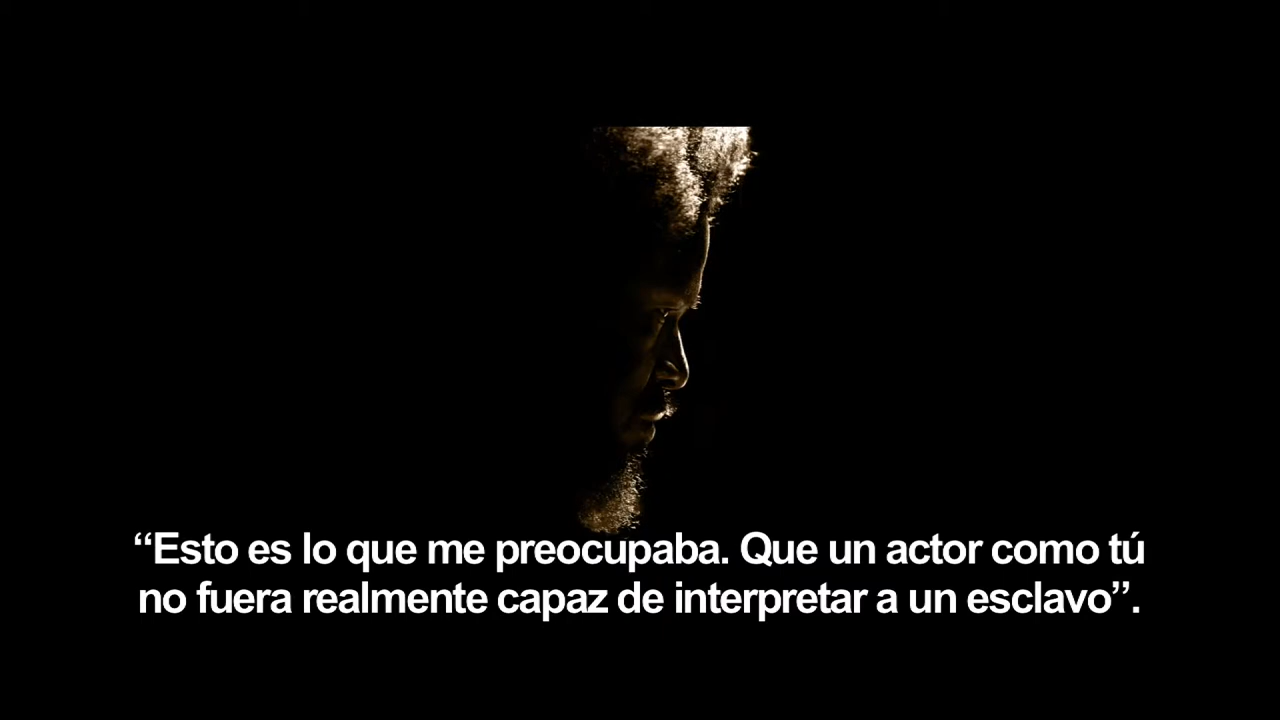 “Esto es lo que me preocupaba. Que un actor como tú
no fuera realmente capaz de interpretar a un esclavo”.